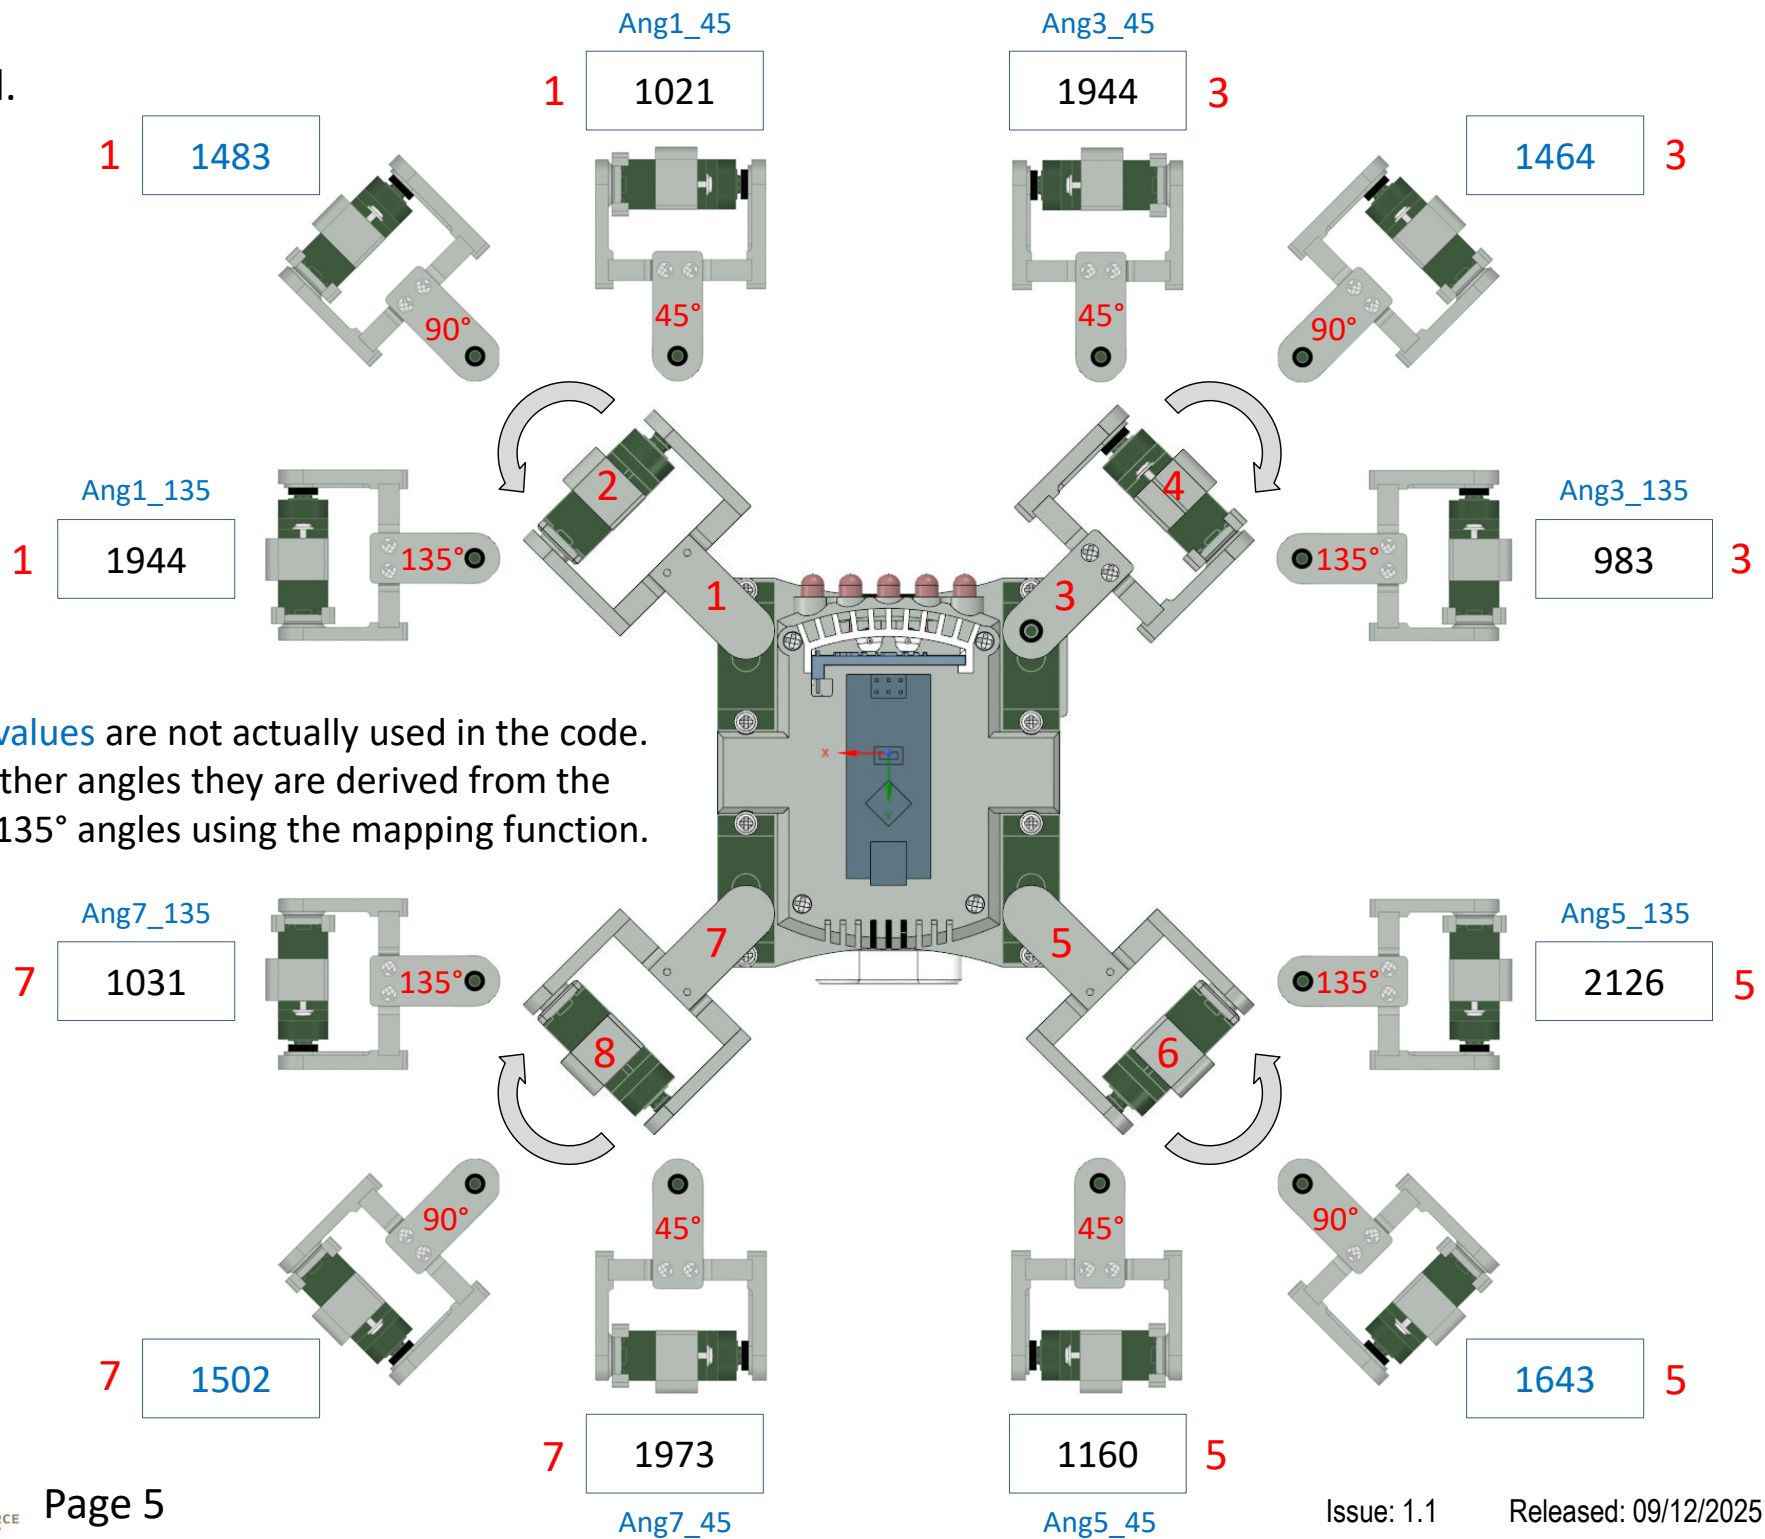 Ang1_45 Ang3_45
1 1021 1944 3
1 1483 1464 3
90° 45° 45° 90°
2 4
Ang1_135 Ang3_135
1 1944 135° 135° 983 3
1 3
values are not actually used in the code.
ther angles they are derived from the
135° angles using the mapping function.
X
Y
Ang7_135 Ang5_135
7 5
7 1031 135° 135° 2126 5
8 6
90° 45° 45° 90°
7 1502 1643 5
7 1973 1160 5
Ang7_45 Ang5_45
Page 5 Issue: 1.1 Released: 09/12/2025